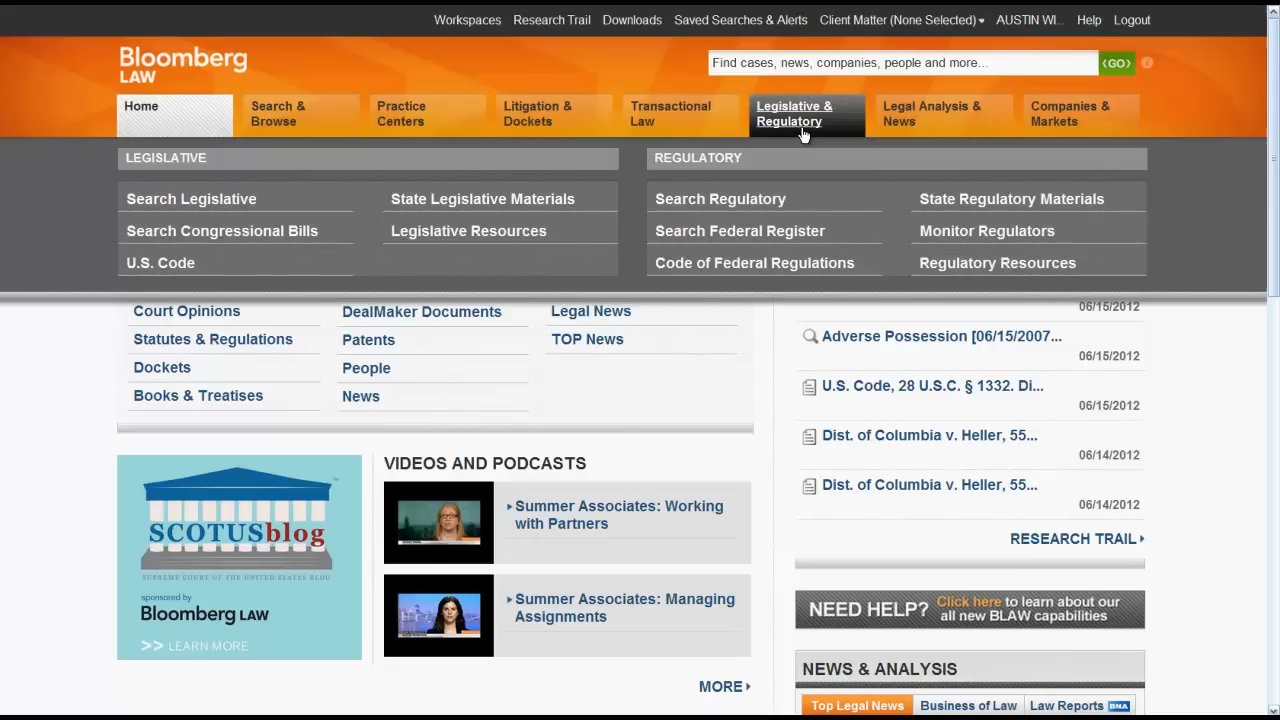 Workspaces Research Trail Downloads Saved Searches & Alerts Client Matter (None Selected) AUSTIN WI... Help Logout
Bloomberg
LAW
Find cases, news, companies, people and more...
‹GO›
Home
Search &
Browse
Practice
Centers
Litigation &
Dockets
Transactional
Law
Legislative &
Regulatory
Legal Analysis &
News
Companies &
Markets
LEGISLATIVE
Search Legislative
State Legislative Materials
Search Congressional Bills
Legislative Resources
U.S. Code
REGULATORY
Search Regulatory
State Regulatory Materials
Search Federal Register
Monitor Regulators
Code of Federal Regulations
Regulatory Resources
Court Opinions
Statutes & Regulations
Dockets
Books & Treatises
DealMaker Documents
Patents
People
News
Legal News
TOP News
06/15/2012
Adverse Possession [06/15/2007...
06/15/2012
U.S. Code, 28 U.S.C. § 1332. Di...
06/15/2012
Dist. of Columbia v. Heller, 55...
06/14/2012
Dist. of Columbia v. Heller, 55...
06/14/2012
RESEARCH TRAIL
SCOTUSblog
SUPREME COURT OF THE UNITED STATES BLOG
sponsored by
Bloomberg LAW
>> LEARN MORE
VIDEOS AND PODCASTS
Summer Associates: Working
with Partners
Summer Associates: Managing
Assignments
MORE
NEED HELP? Click here to learn about our
all new BLAW capabilities
NEWS & ANALYSIS
Top Legal News
Business of Law
Law Reports BNA